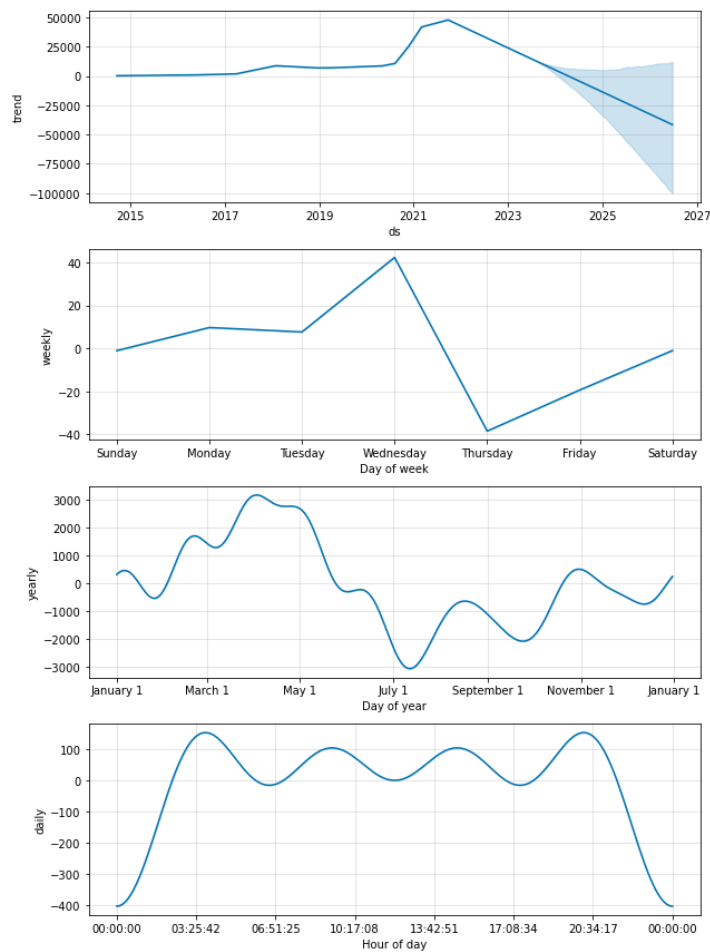 50000
25000
0
−25000
−50000
−75000
−100000
trend
2015 2017 2019 2021 2023 2025 2027
ds
40
20
0
−20
−40
weekly
Sunday Monday Tuesday Wednesday Thursday Friday Saturday
Day of week
3000
2000
1000
0
−1000
−2000
−3000
yearly
January 1 March 1 May 1 July 1 September 1 November 1 January 1
Day of year
100
0
−100
−200
−300
−400
daily
00:00:00 03:25:42 06:51:25 10:17:08 13:42:51 17:08:34 20:34:17 00:00:00
Hour of day